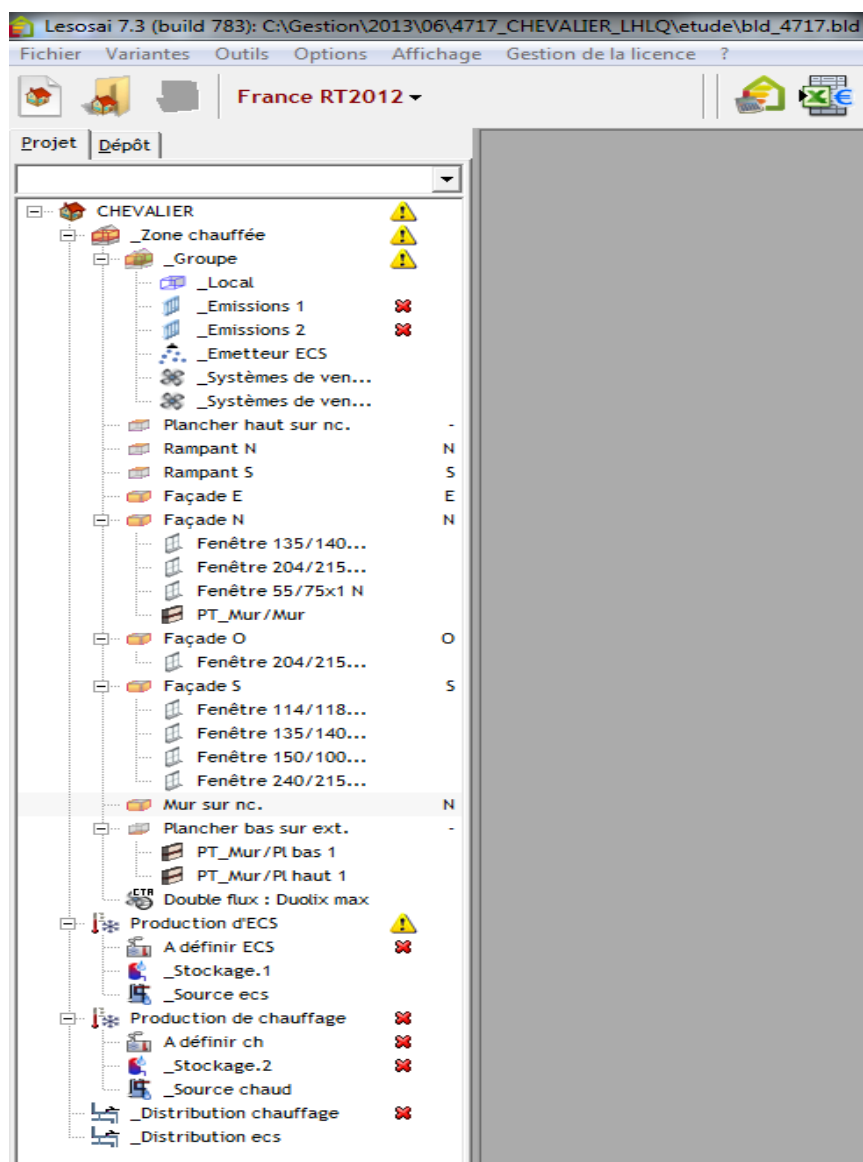 Lesosai 7.3 (build 783): C:\Gestion\2013\06\4717_CHEVALIER_LHLQ\etude\bld_4717.bld
Fichier Variantes Outils Options Affichage Gestion de la licence ?
France RT2012
Projet Dépôt
CHEVALIER
_Zone chauffée
_Groupe
_Local
_Emissions 1
_Emissions 2
_Emetteur ECS
_Systèmes de ven...
_Systèmes de ven...
Plancher haut sur nc. -
Rampant N N
Rampant S S
Façade E E
Façade N N
Fenêtre 135/140...
Fenêtre 204/215...
Fenêtre 55/75x1 N
PT_Mur/Mur
Façade O O
Fenêtre 204/215...
Façade S S
Fenêtre 114/118...
Fenêtre 135/140...
Fenêtre 150/100...
Fenêtre 240/215...
Mur sur nc. N
Plancher bas sur ext. -
PT_Mur/Pl bas 1
PT_Mur/Pl haut 1
CTA Double flux : Duolix max
Production d'ECS
A définir ECS
_Stockage.1
_Source ecs
Production de chauffage
A définir ch
_Stockage.2
_Source chaud
_Distribution chauffage
_Distribution ecs